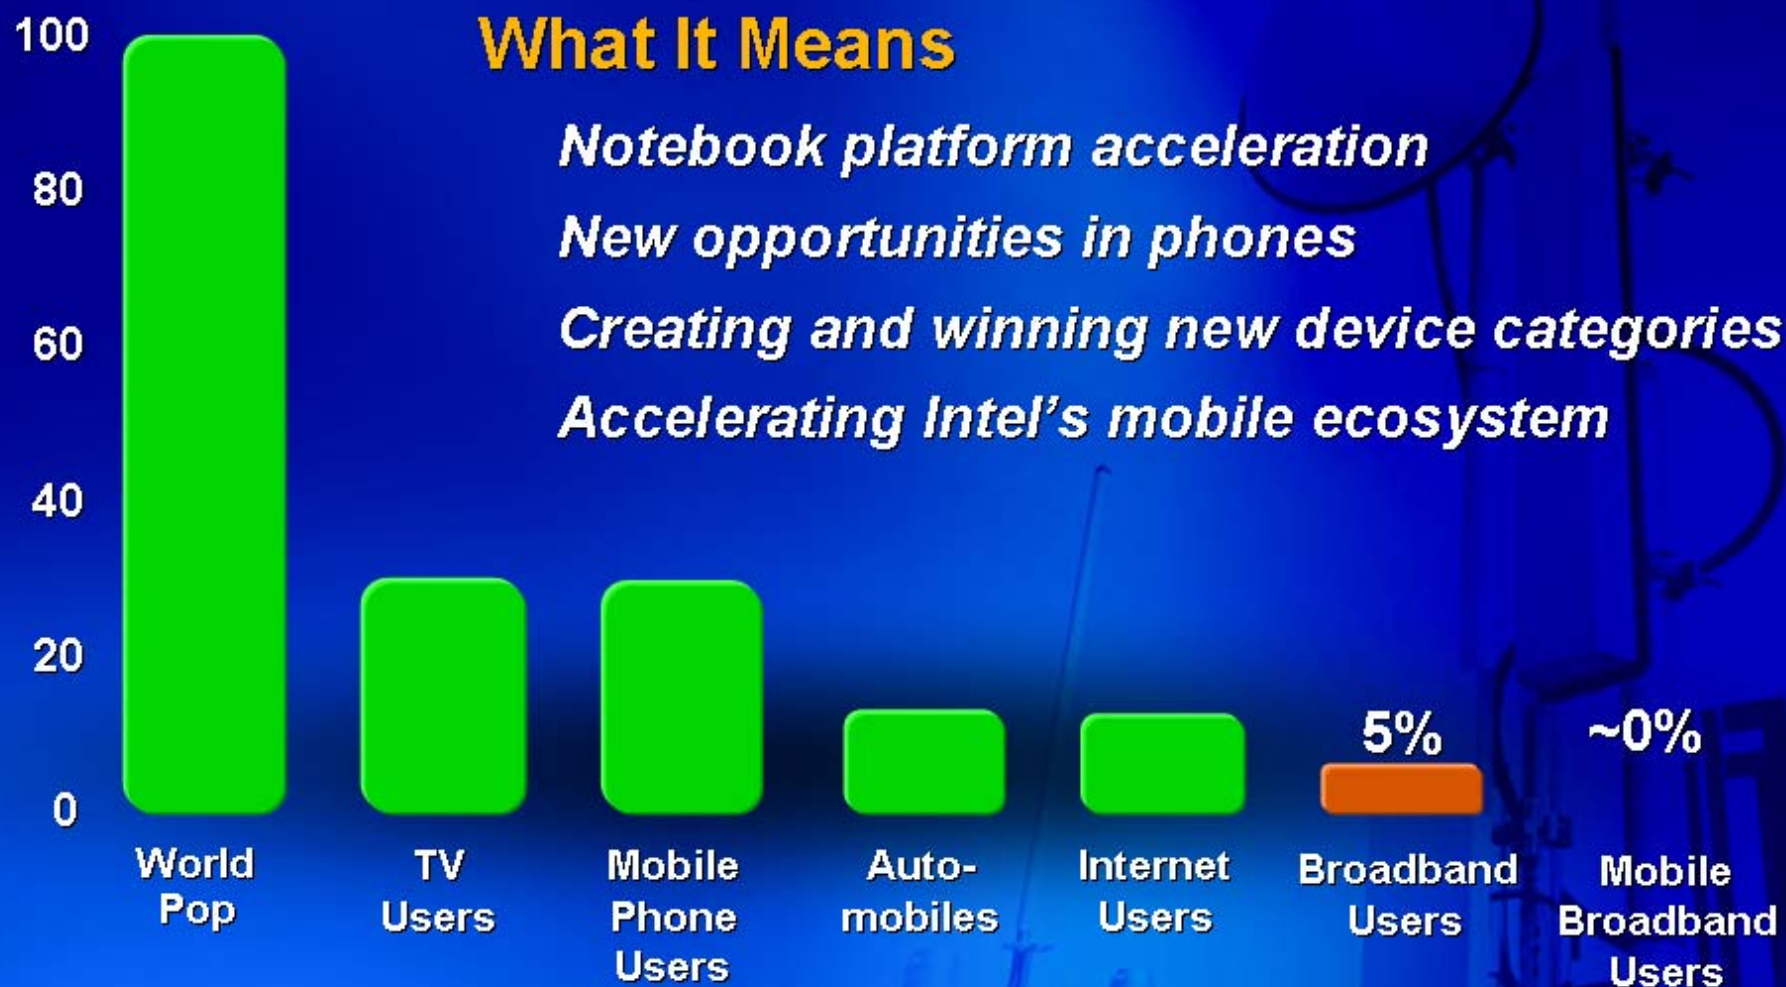 What It Means
Notebook platform acceleration
New opportunities in phones
Creating and winning new device categories
Accelerating Intel's mobile ecosystem
100
80
60
40
20
0
5%
~0%
World
Pop
TV
Users
Mobile
Phone
Users
Auto-
mobiles
Internet
Users
Broadband
Users
Mobile
Broadband
Users